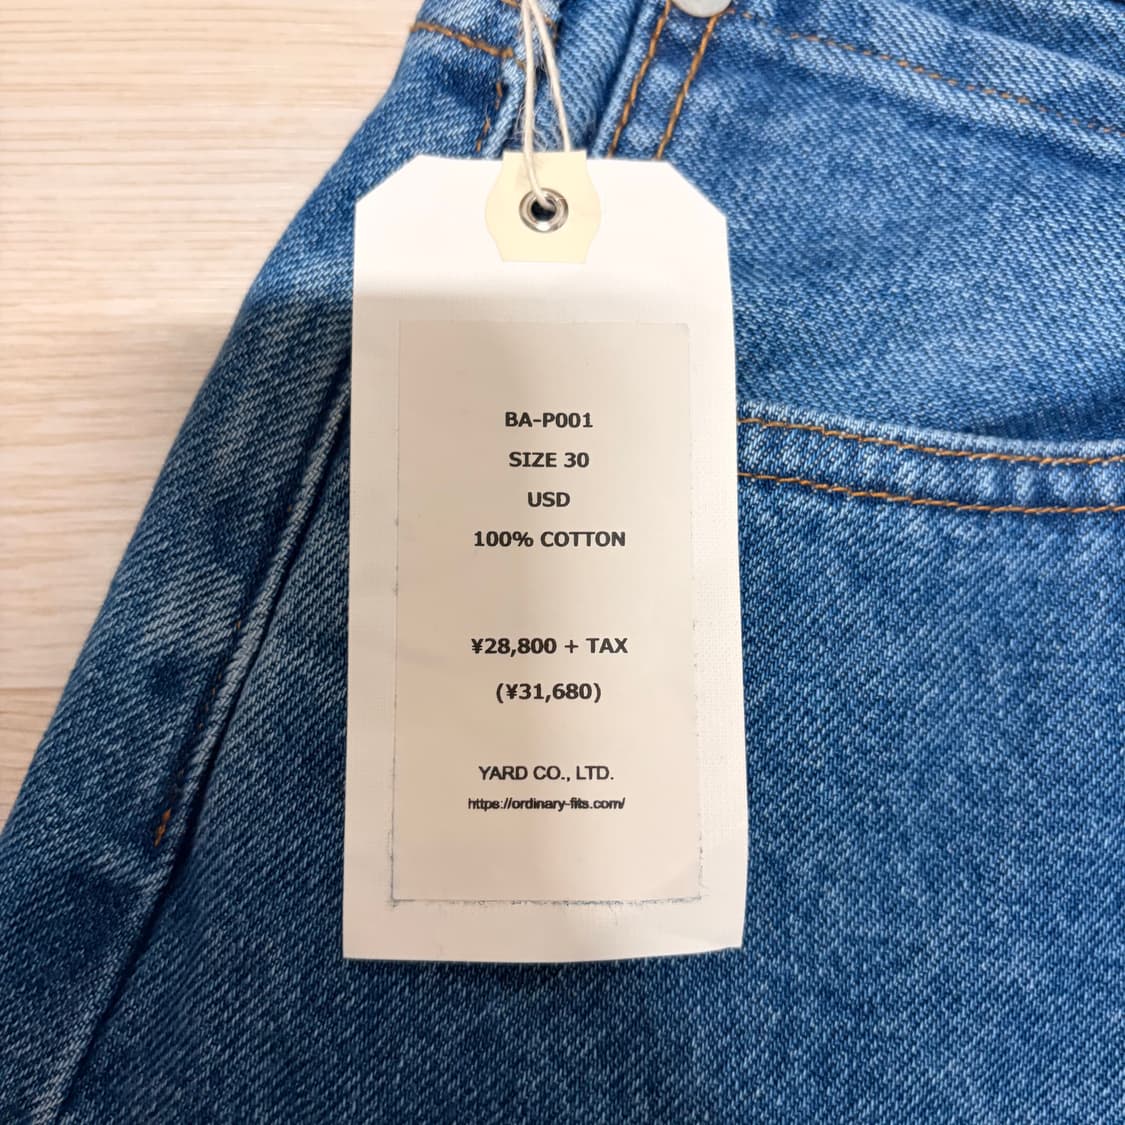 BA-P001
SIZE 30
USD
100% COTTON
¥28,800 + TAX
(¥31,680)
YARD CO., LTD.
https://ordinary-fits.com/